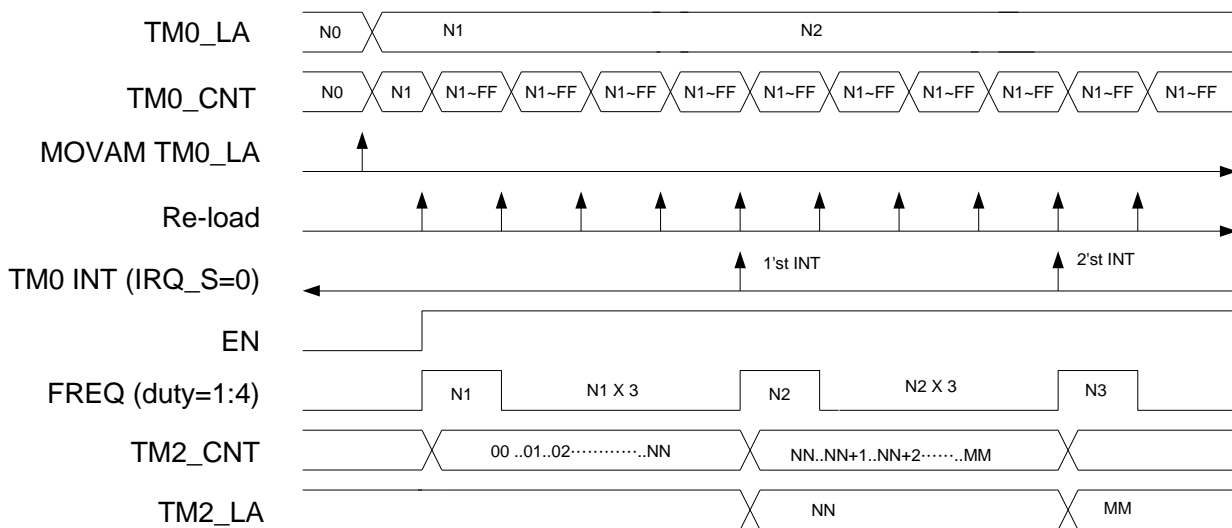 TM0_LA N0 N1 N2
TM0_CNT N0 N1 N1~FF N1~FF N1~FF N1~FF N1~FF N1~FF N1~FF N1~FF N1~FF
MOVAM TM0_LA
Re-load
TM0 INT (IRQ_S=0) 1'st INT 2'st INT
EN
FREQ (duty=1:4) N1 N1 X 3 N2 N2 X 3 N3
TM2_CNT 00 ..01..02············..NN NN..NN+1..NN+2······..MM
TM2_LA NN MM